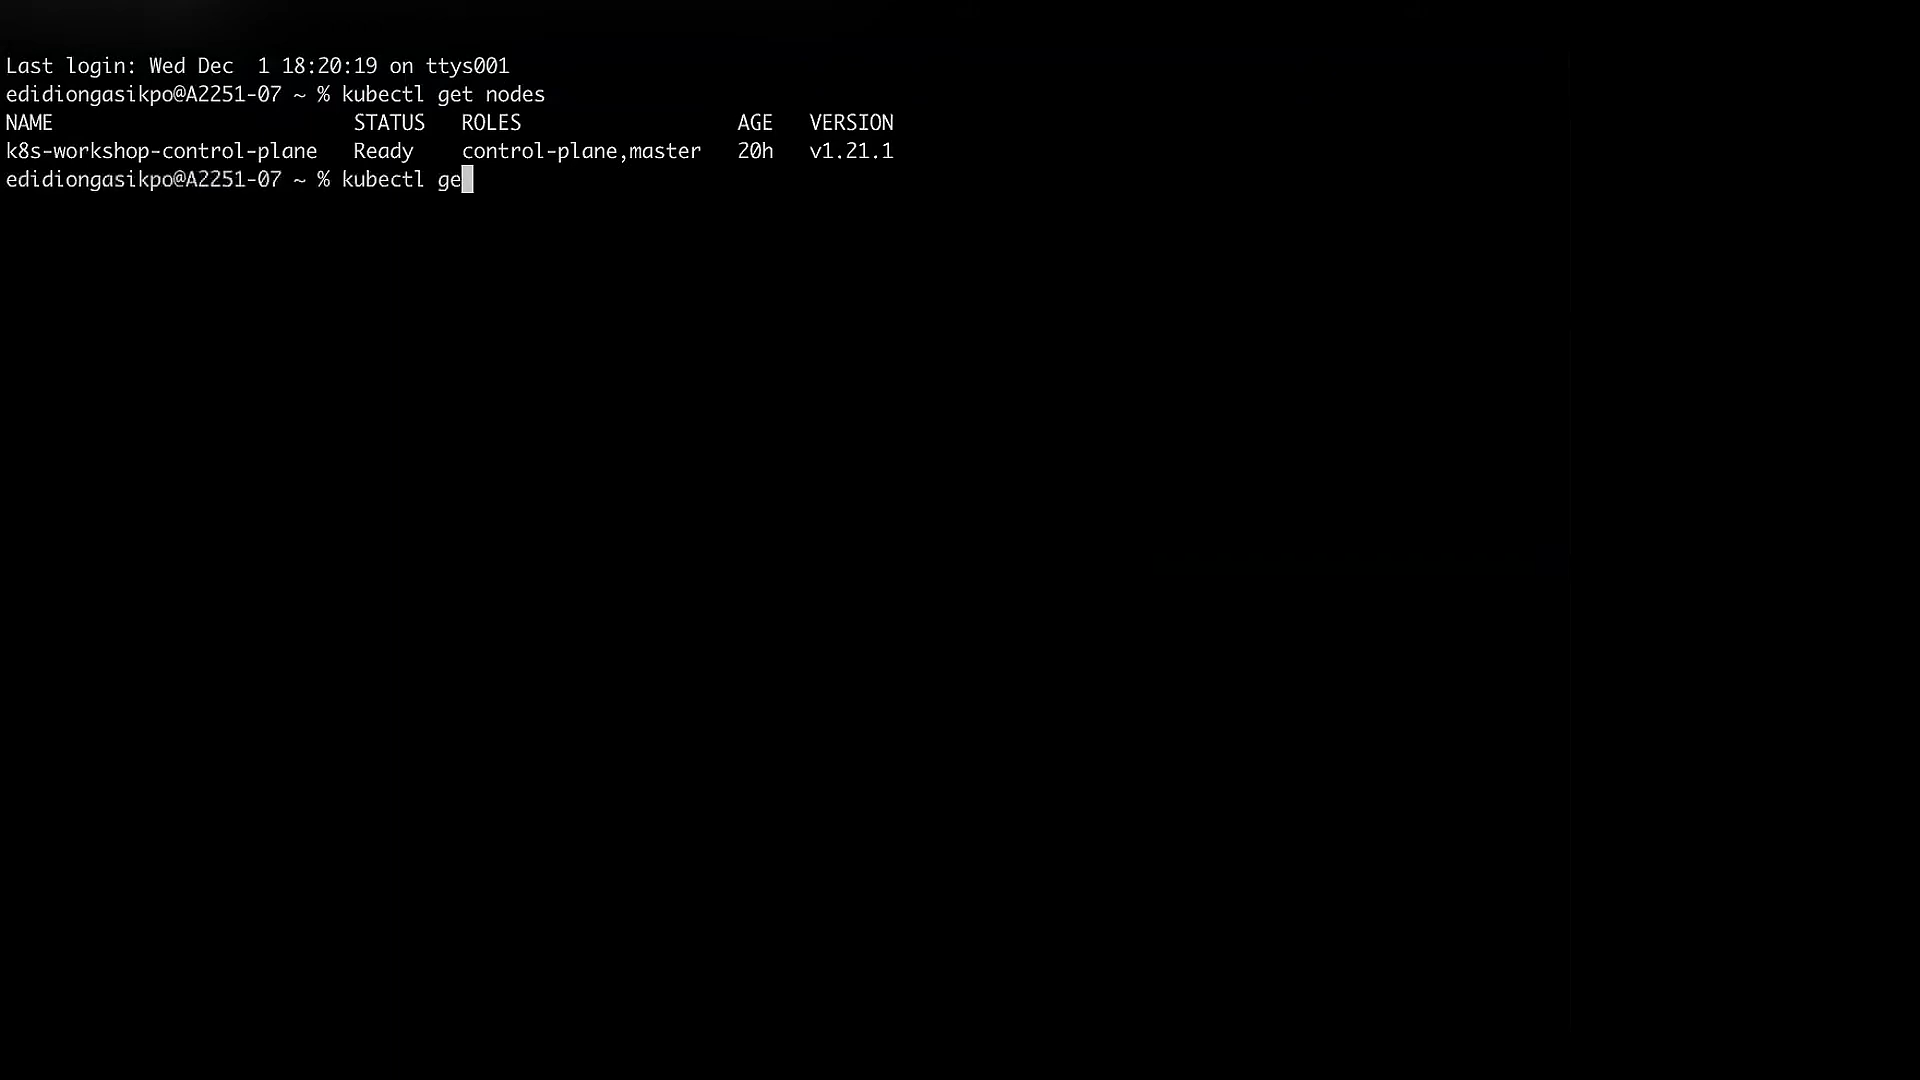 Last login: Wed Dec  1 18:20:19 on ttys001
edidiongasikpo@A2251-07 ~ % kubectl get nodes
NAME                         STATUS   ROLES                  AGE   VERSION
k8s-workshop-control-plane   Ready    control-plane,master   20h   v1.21.1
edidiongasikpo@A2251-07 ~ % kubectl ge